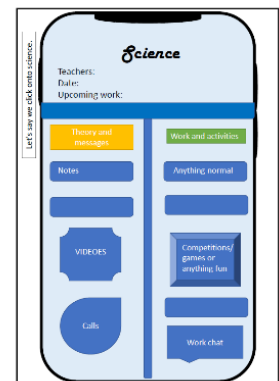 Let's say we click onto science.
Science
Teachers:
Date:
Upcoming work:
Theory and
messages
Notes
VIDEOES
Calls
Work and activities
Anything normal
Competitions/
games or
anything fun
Work chat